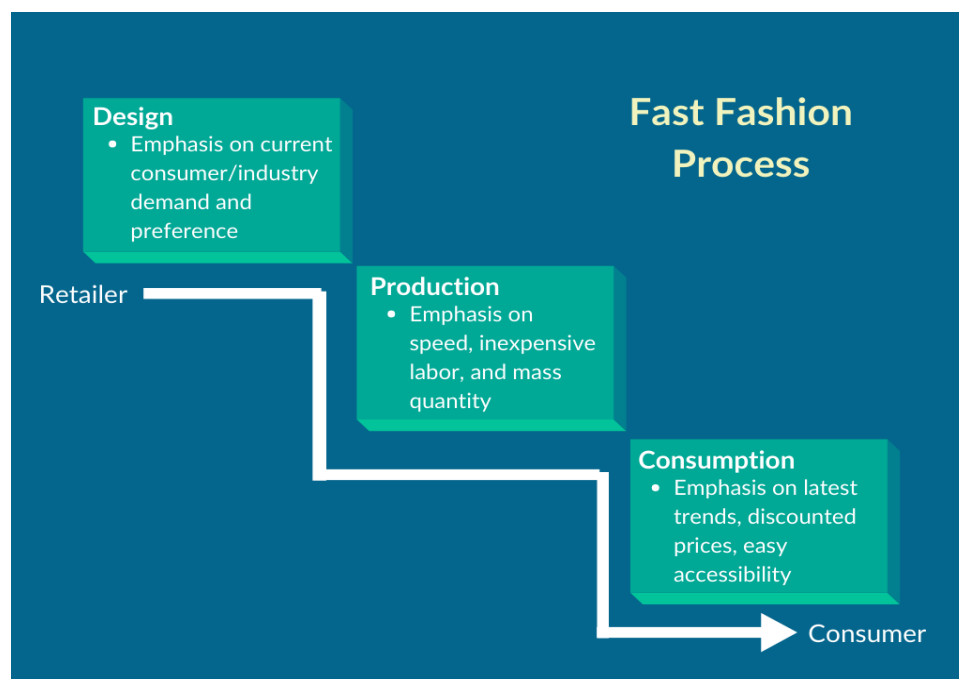 Fast Fashion
Process
Design
• Emphasis on current
consumer/industry
demand and
preference
Retailer
Production
• Emphasis on
speed, inexpensive
labor, and mass
quantity
Consumption
• Emphasis on latest
trends, discounted
prices, easy
accessibility
Consumer